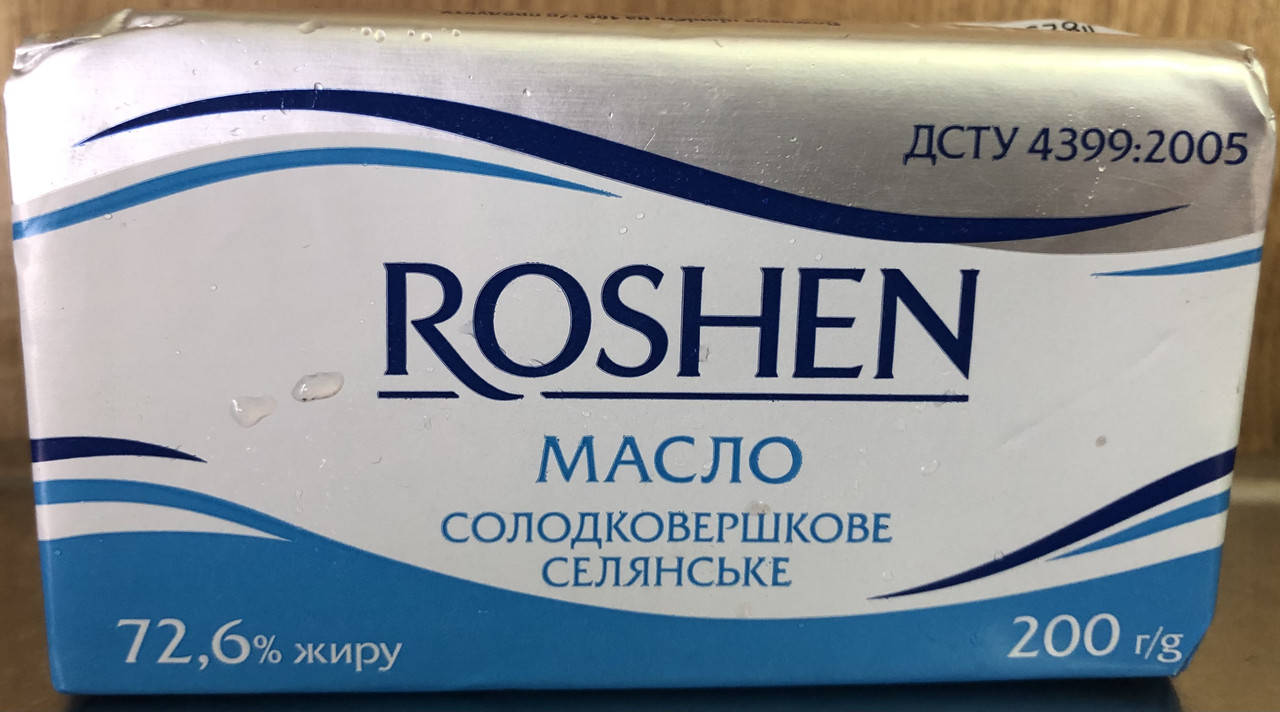 ДСТУ 4399:2005
ROSHEN
МАСЛО
СОЛОДКОВЕРШКОВЕ
СЕЛЯНСЬКЕ
72,6% жиру
200 г/g